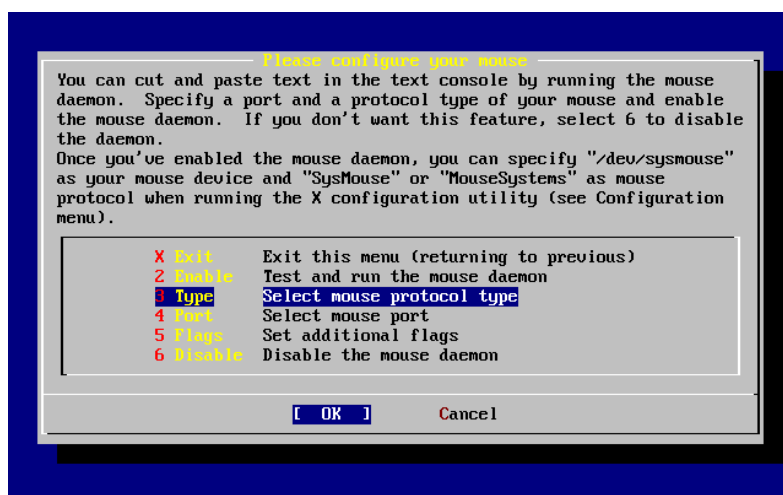 Please configure your mouse
You can cut and paste text in the text console by running the mouse
daemon.  Specify a port and a protocol type of your mouse and enable
the mouse daemon.  If you don't want this feature, select 6 to disable
the daemon.
Once you've enabled the mouse daemon, you can specify "/dev/sysmouse"
as your mouse device and "SysMouse" or "MouseSystems" as mouse
protocol when running the X configuration utility (see Configuration
menu).
X Exit     Exit this menu (returning to previous)
2 Enable   Test and run the mouse daemon
3 Type     Select mouse protocol type
4 Port     Select mouse port
5 Flags    Set additional flags
6 Disable  Disable the mouse daemon
[  OK  ]       Cancel